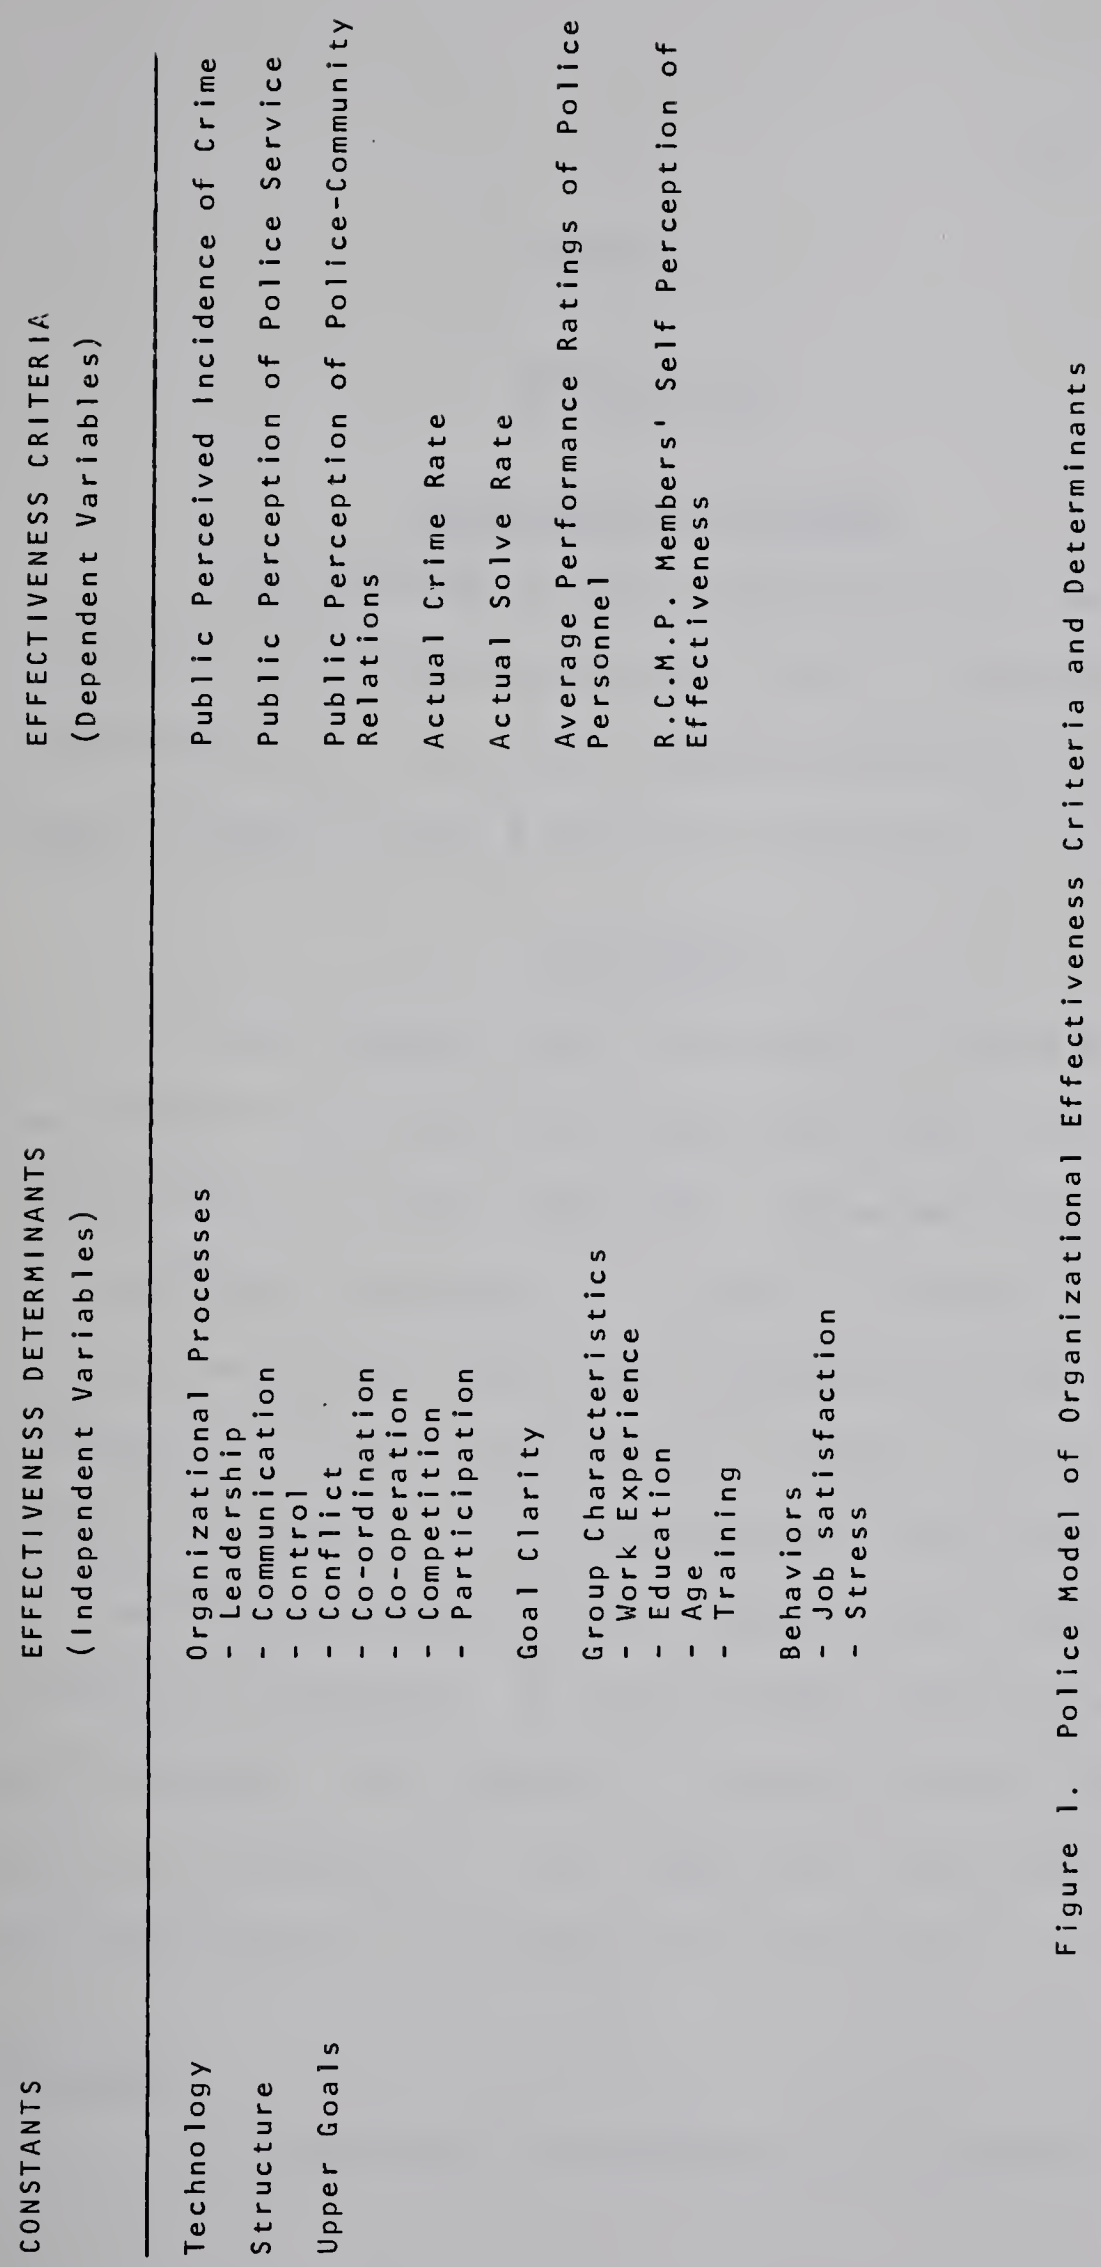 CONSTANTS
Technology
Structure
Upper Goals
EFFECTIVENESS DETERMINANTS
(Independent Variables)
Organizational Processes
- Leadership
- Communication
- Control
- Conflict
- Co-ordination
- Co-operation
- Competition
- Participation
Goal Clarity
Group Characteristics
- Work Experience
- Education
- Age
- Training
Behaviors
- Job satisfaction
- Stress
EFFECTIVENESS CRITERIA
(Dependent Variables)
Public Perceived Incidence of Crime
Public Perception of Police Service
Public Perception of Police-Community
Relations
Actual Crime Rate
Actual Solve Rate
Average Performance Ratings of Police
Personnel
R.C.M.P. Members' Self Perception of
Effectiveness
Figure 1. Police Model of Organizational Effectiveness Criteria and Determinants